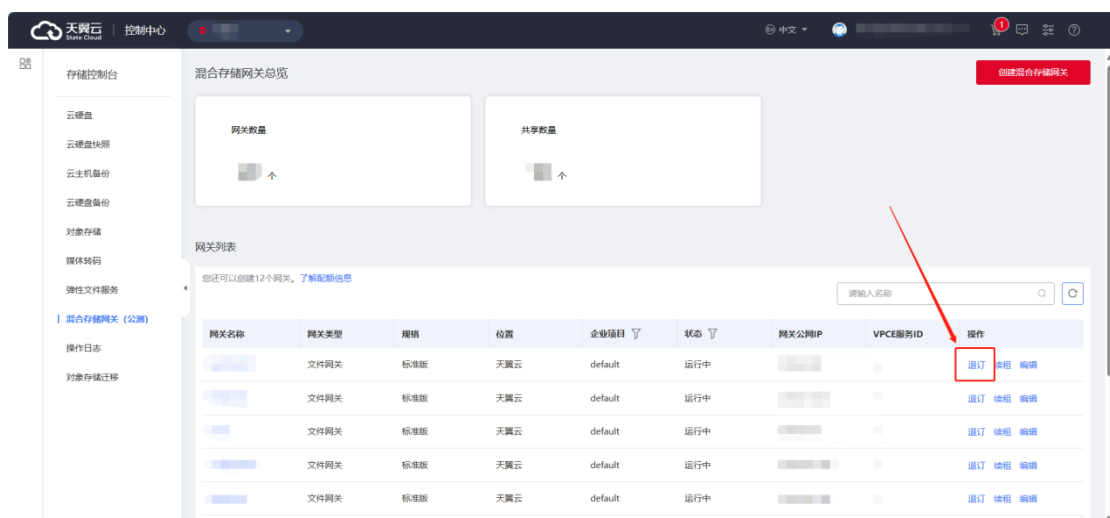 天翼云 State Cloud 控制中心 中文 1
存储控制台
云硬盘
云硬盘快照
云主机备份
云硬盘备份
对象存储
媒体转码
弹性文件服务
混合存储网关（公测）
操作日志
对象存储迁移
混合存储网关总览 创建混合存储网关
网关数量 共享数量
个 个
网关列表
您还可以创建12个网关。了解配额信息
请输入名称
网关名称 网关类型 规格 位置 企业项目 状态 网关公网IP VPCE服务ID 操作
文件网关 标准版 天翼云 default 运行中 退订 续租 编辑
文件网关 标准版 天翼云 default 运行中 退订 续租 编辑
文件网关 标准版 天翼云 default 运行中 退订 续租 编辑
文件网关 标准版 天翼云 default 运行中 退订 续租 编辑
文件网关 标准版 天翼云 default 运行中 退订 续租 编辑